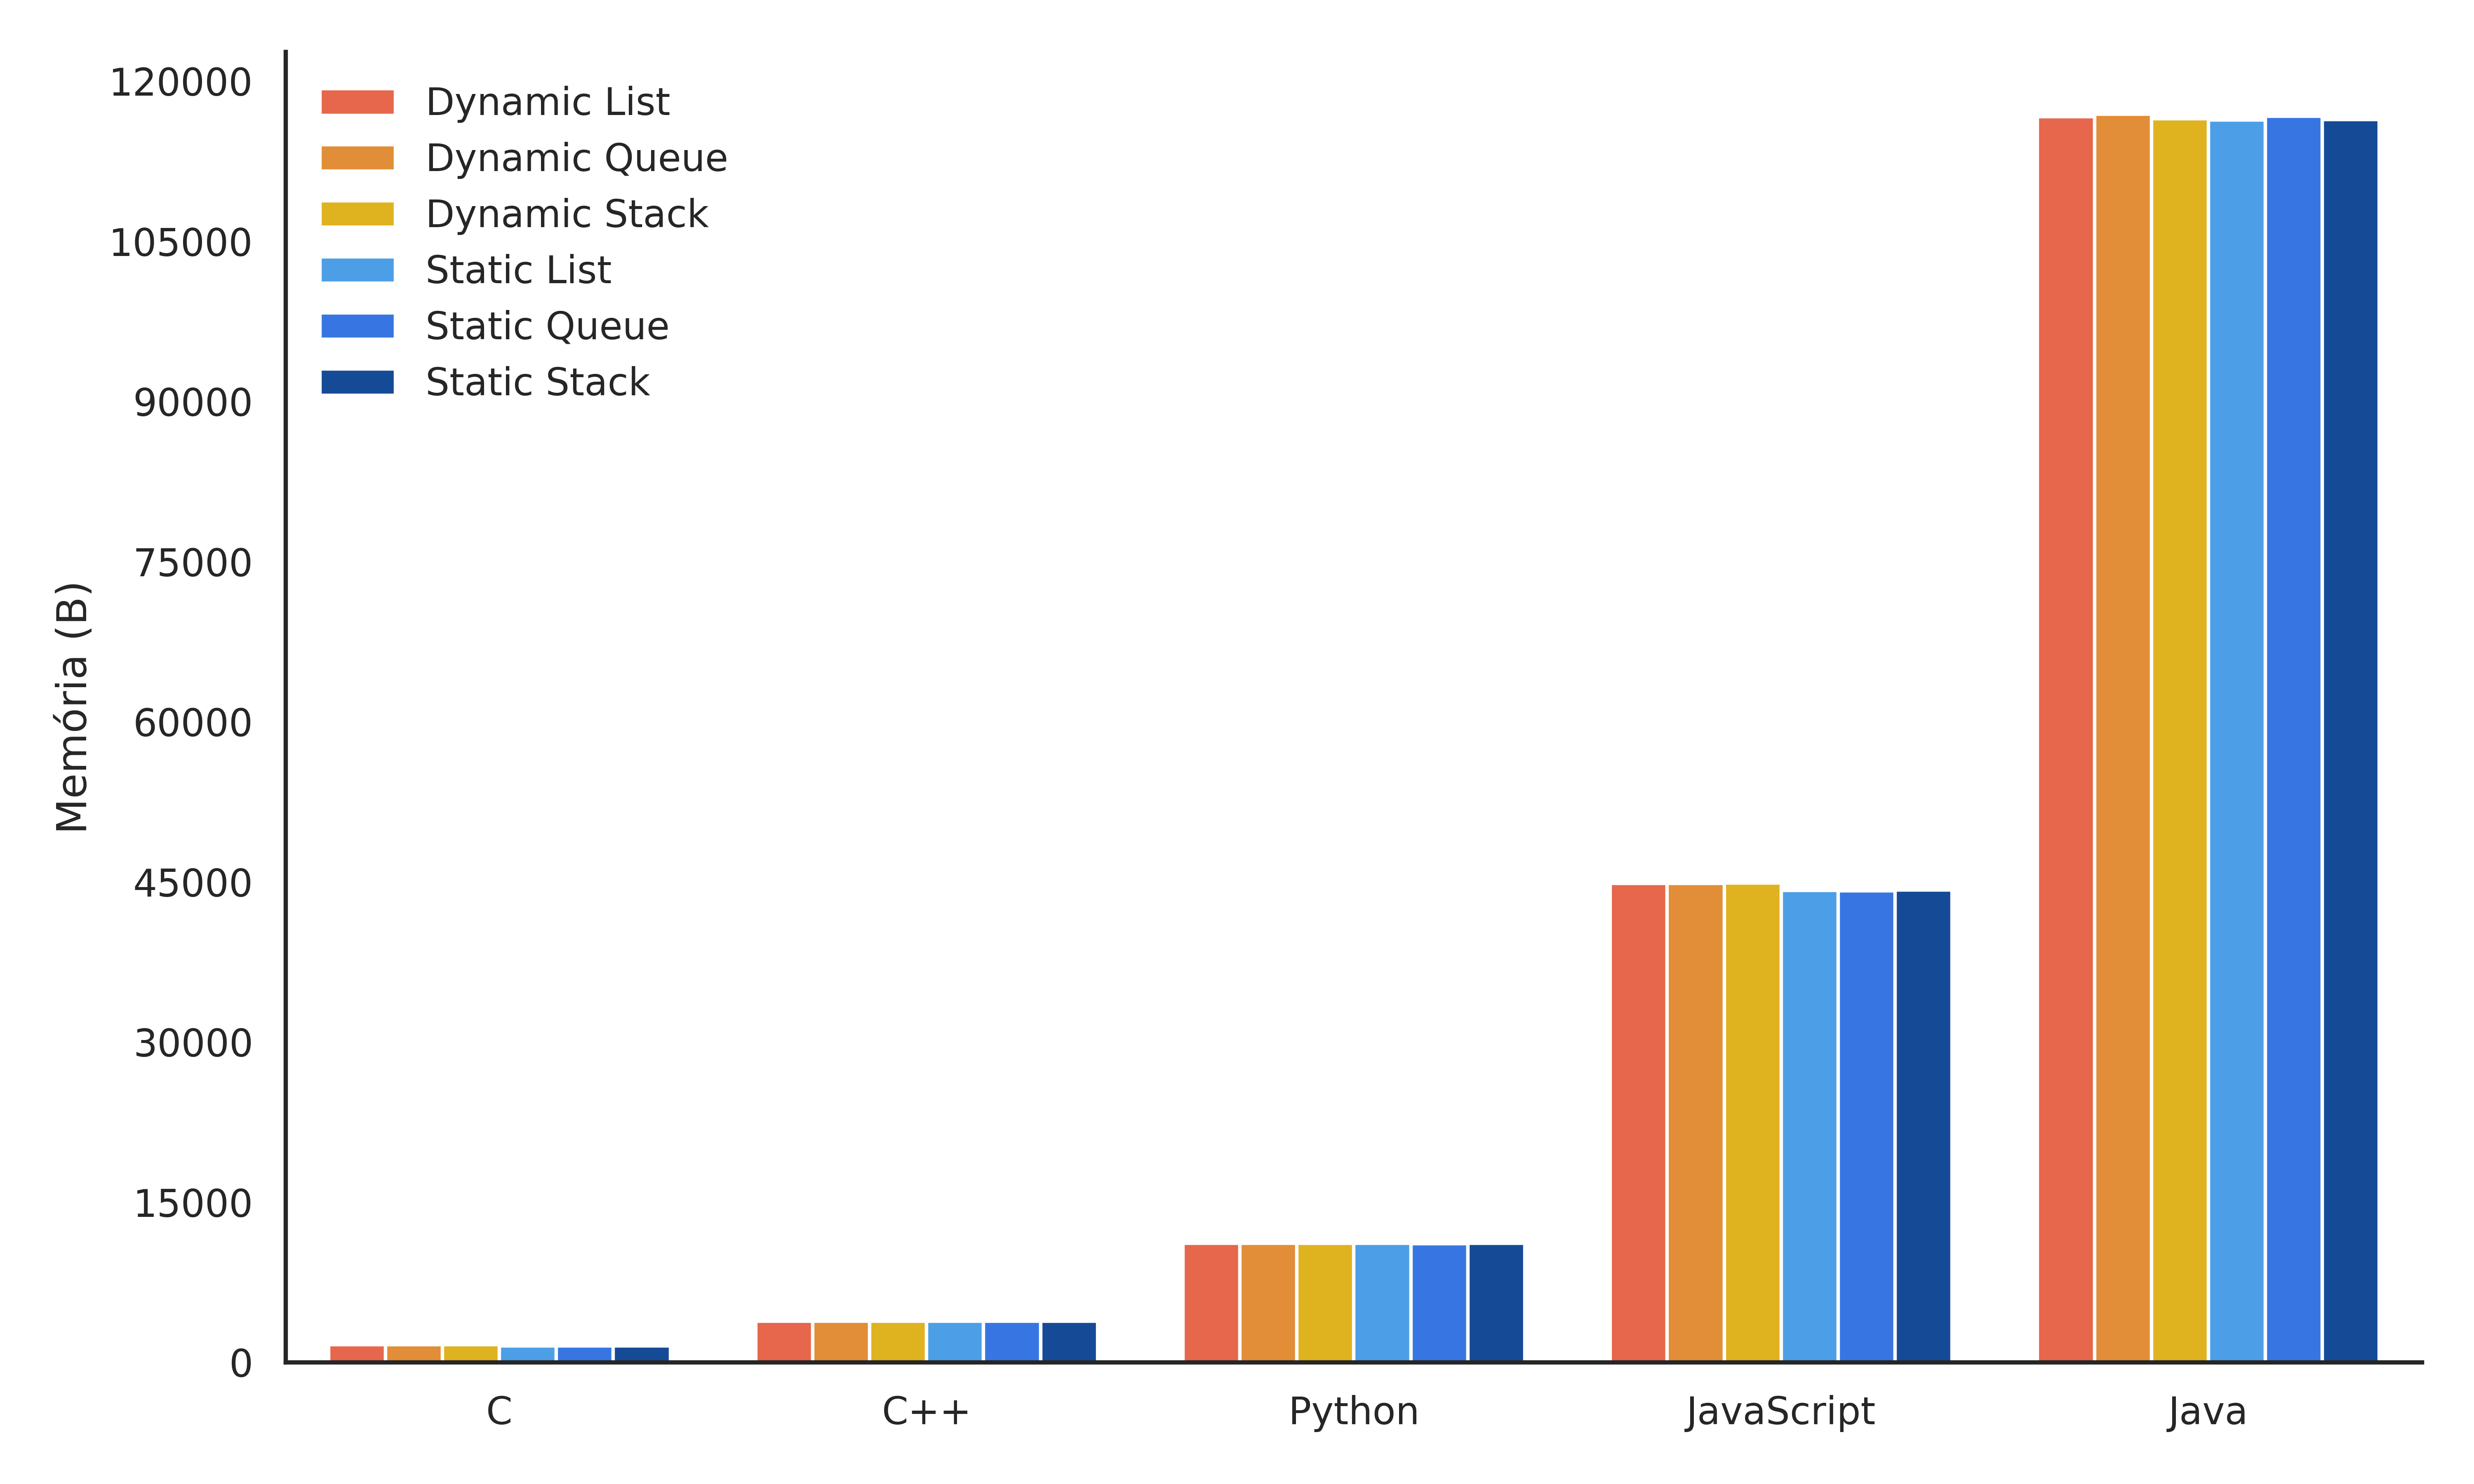 120000
105000
90000
75000
60000
45000
30000
15000
0
Memória (B)
Dynamic List
Dynamic Queue
Dynamic Stack
Static List
Static Queue
Static Stack
C
C++
Python
JavaScript
Java